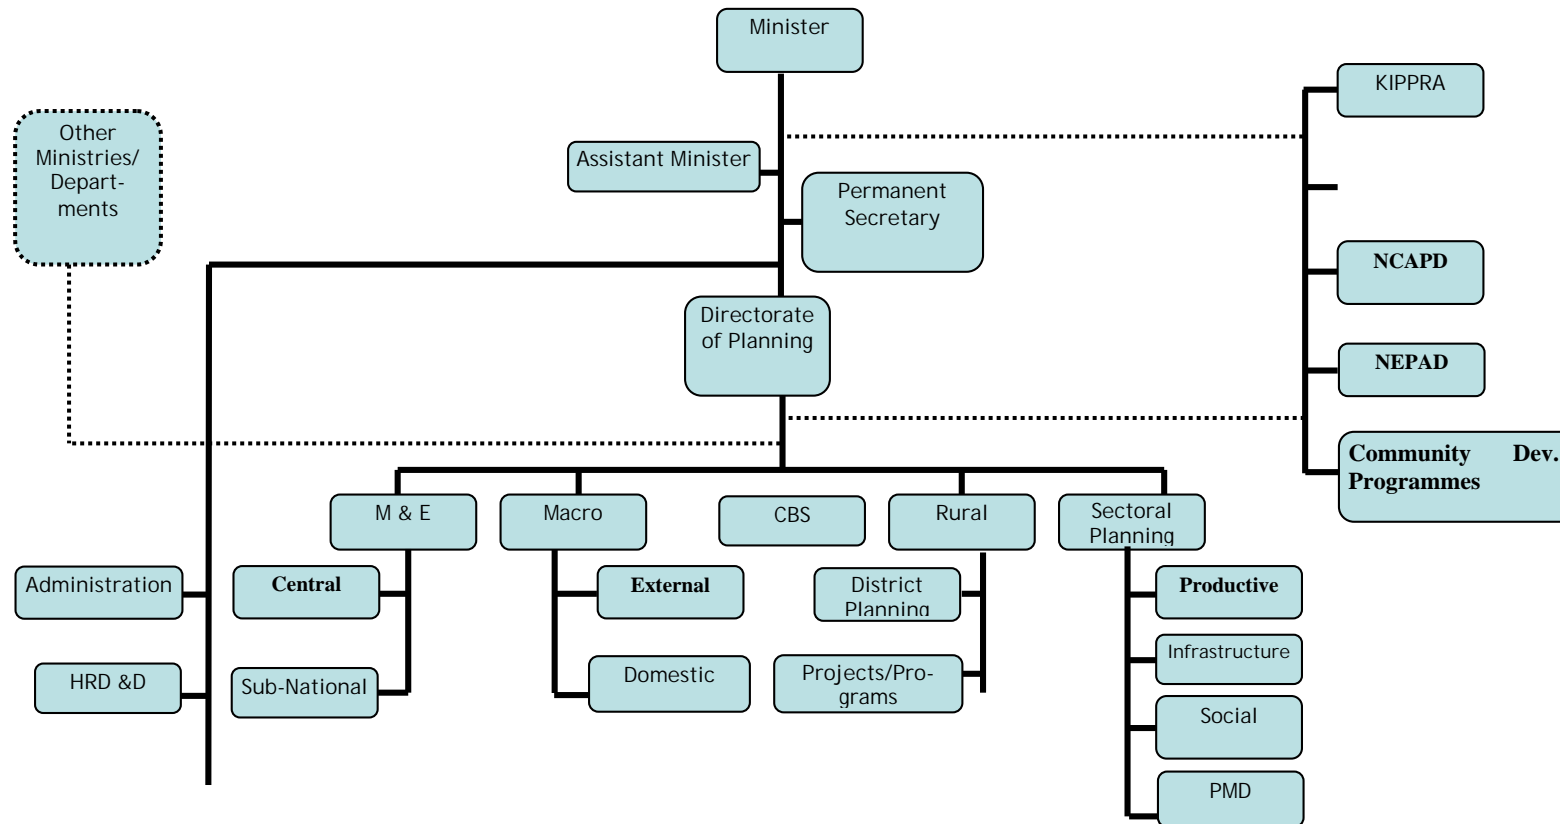 Minister
KIPPRA
Other
Ministries/
Depart-
ments
Assistant Minister
Permanent
Secretary
NCAPD
Directorate
of Planning
NEPAD
Community Dev.
Programmes
M & E
Macro
CBS
Rural
Sectoral
Planning
Administration
Central
External
District
Planning
Productive
Infrastructure
HRD &D
Sub-National
Domestic
Projects/Pro-
grams
Social
PMD